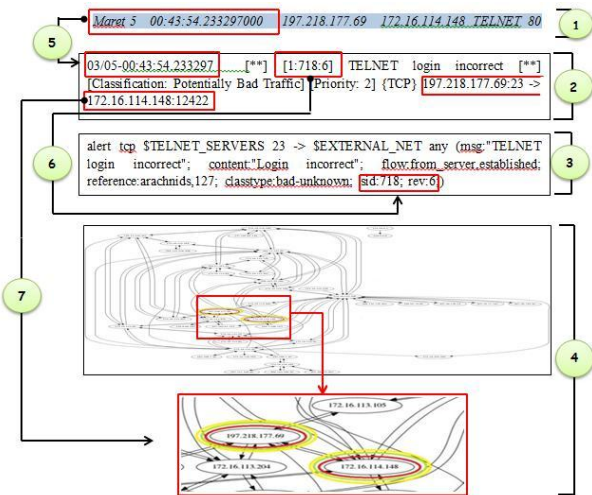 Maret 5 00:43:54.233297000 197.218.177.69 172.16.114.148 TELNET 80
1
5
03/05-00:43:54.233297 [**] [1:718:6] TELNET login incorrect [**]
[Classification: Potentially Bad Traffic] [Priority: 2] {TCP} 197.218.177.69:23 ->
172.16.114.148:12422
2
6
alert tcp $TELNET_SERVERS 23 -> $EXTERNAL_NET any (msg:"TELNET
login incorrect"; content:"Login incorrect"; flow:from_server,established;
reference:arachnids,127; classtype:bad-unknown; sid:718; rev:6;)
3
7
4
172.16.113.105
197.218.177.69
172.16.113.204
172.16.114.148